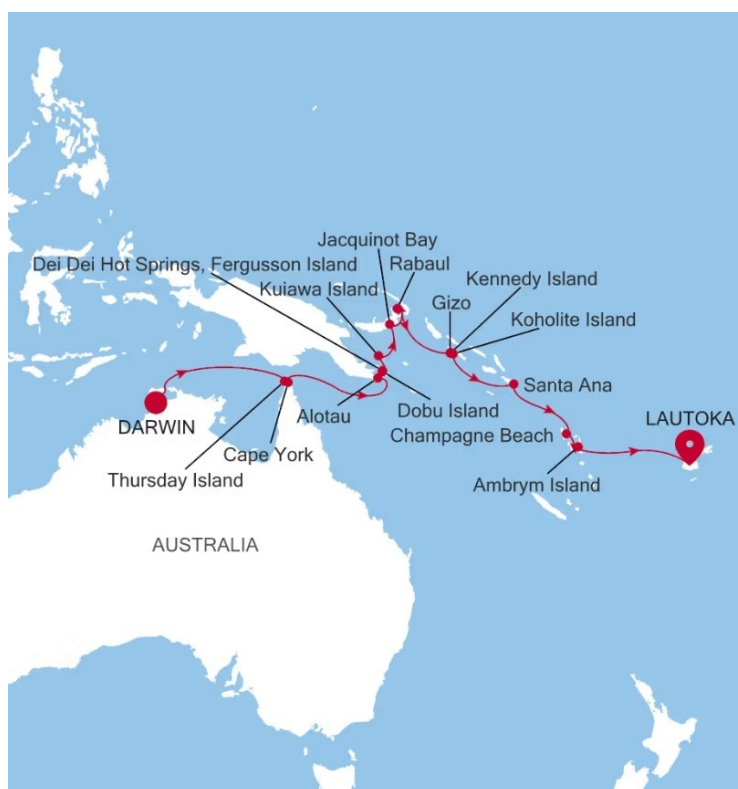 Jacquinot Bay
Dei Dei Hot Springs, Fergusson Island
Rabaul
Kuiawa Island
Kennedy Island
Gizo
Koholite Island
Santa Ana
DARWIN
Alotau
Dobu Island
LAUTOKA
Champagne Beach
Cape York
Thursday Island
Ambrym Island
AUSTRALIA